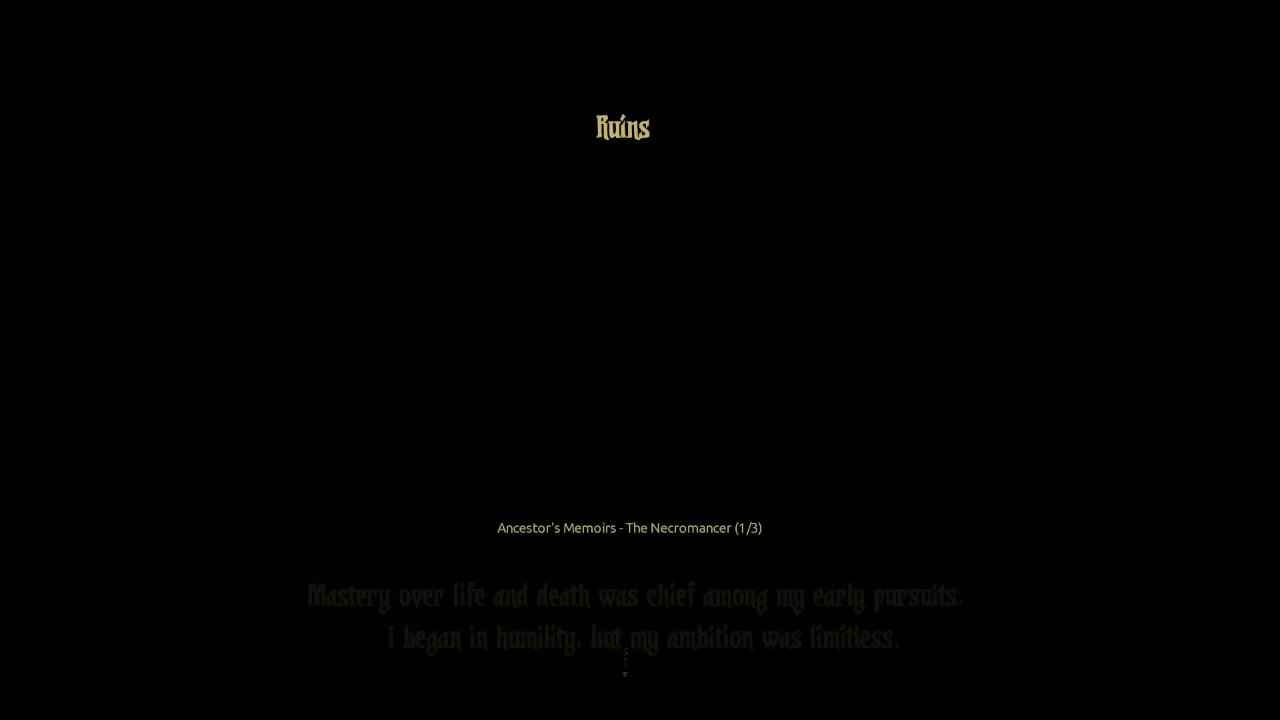 Ruins
Ancestor's Memoirs - The Necromancer (1/3)
Mastery over life and death was chief among my early pursuits.
I began in humility, but my ambition was limitless.